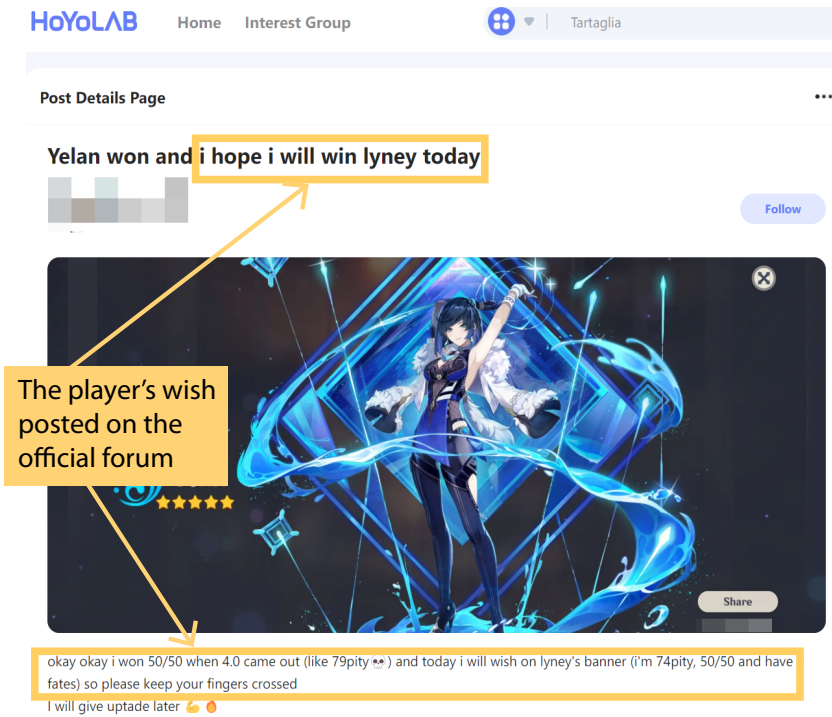 HoYoLAB Home Interest Group Tartaglia
Post Details Page
Yelan won and i hope i will win lyney today
Follow
The player's wish
posted on the
official forum
Share
okay okay i won 50/50 when 4.0 came out (like 79pity 💀) and today i will wish on lyney's banner (i'm 74pity, 50/50 and have
fates) so please keep your fingers crossed
I will give uptade later 💪 🔥